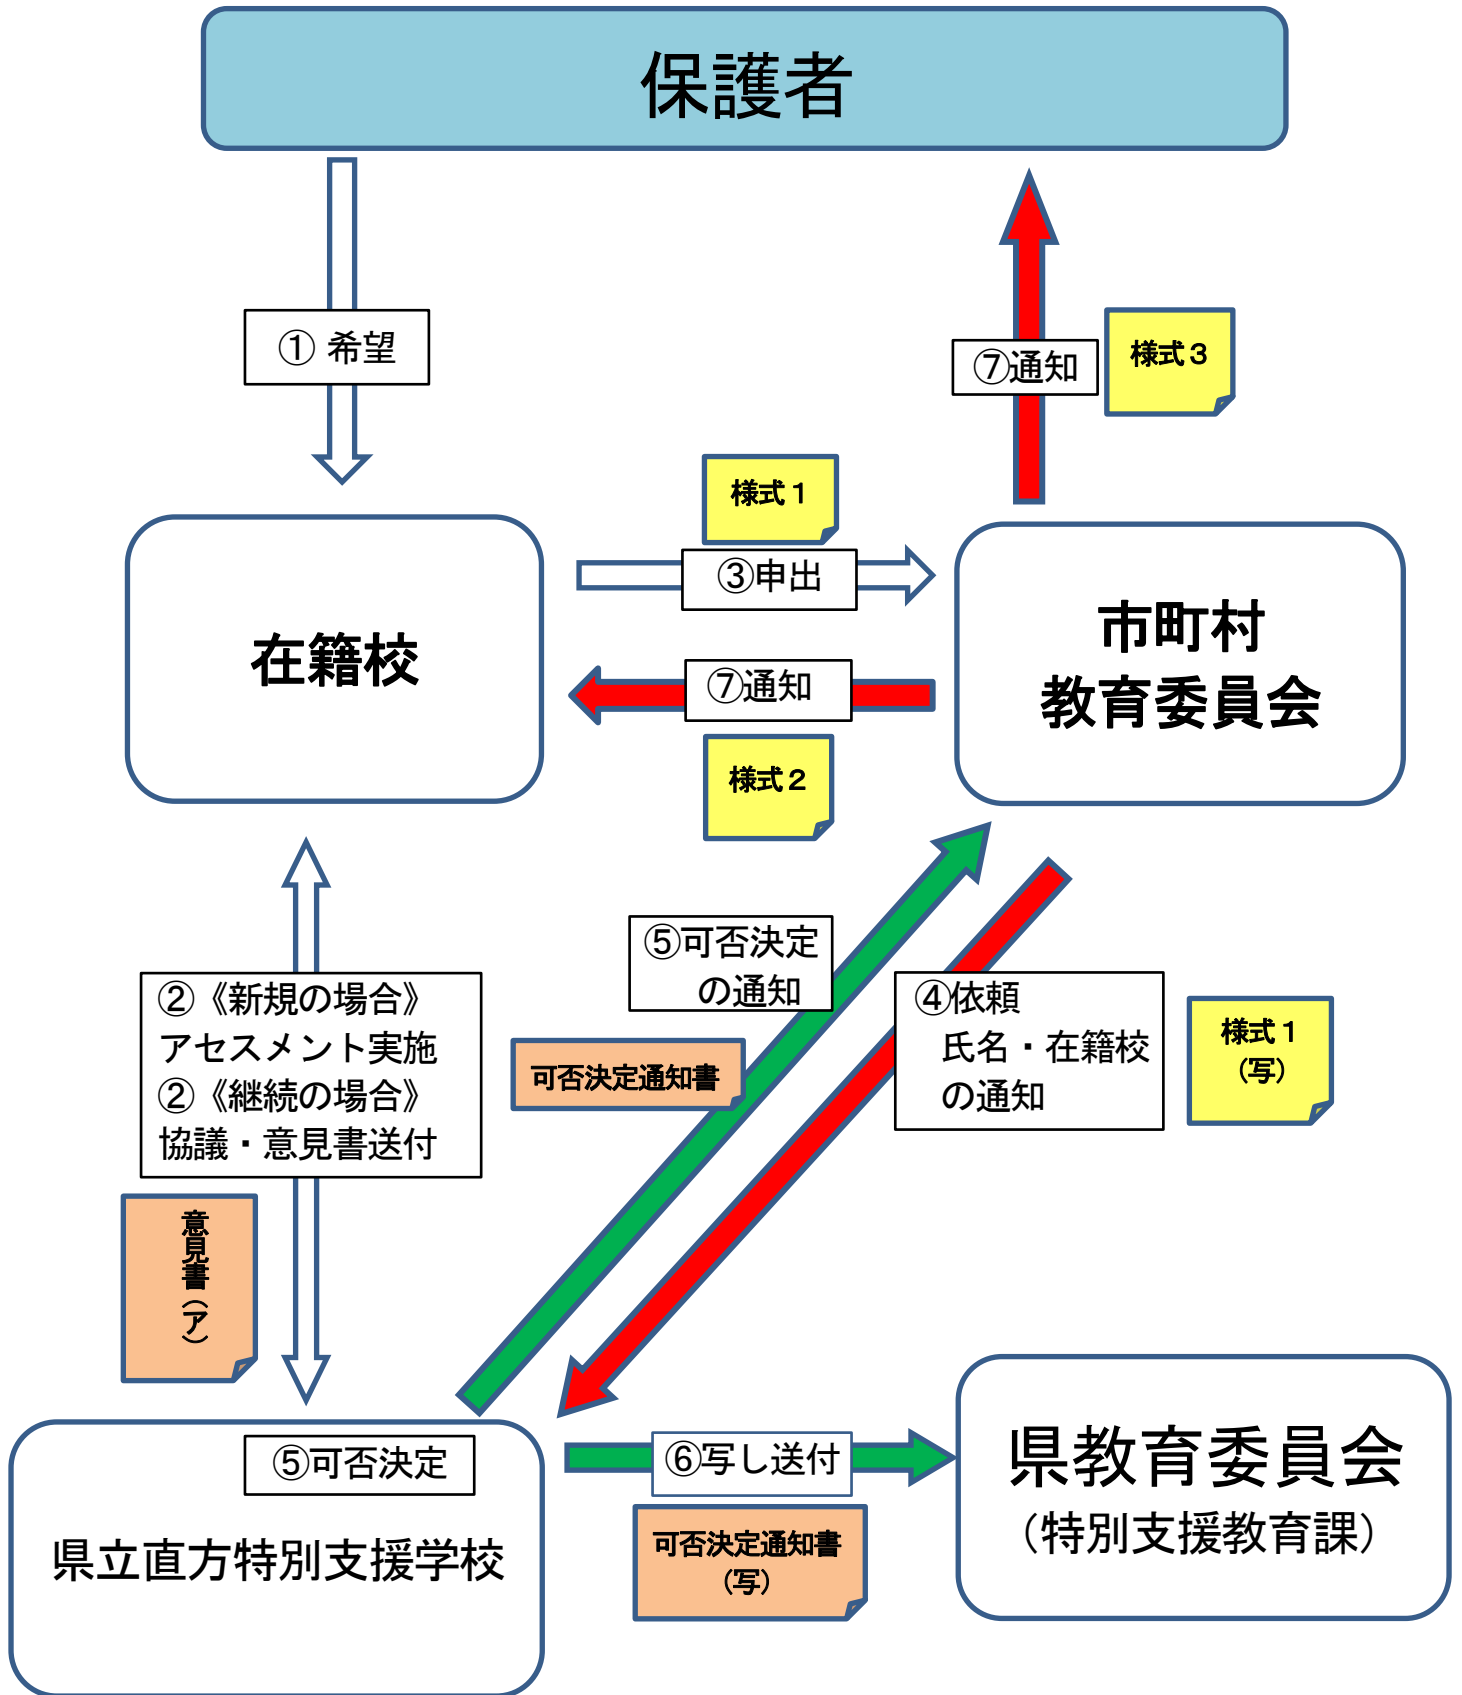 保護者
① 希望
⑦通知
様式３
様式１
③申出
在籍校
市町村
教育委員会
⑦通知
様式２
⑤可否決定
の通知
②《新規の場合》
アセスメント実施
②《継続の場合》
協議・意見書送付
④依頼
氏名・在籍校
の通知
様式１
（写）
可否決定通知書
意見書（ア）
⑤可否決定
県立直方特別支援学校
⑥写し送付
可否決定通知書
（写）
県教育委員会
（特別支援教育課）